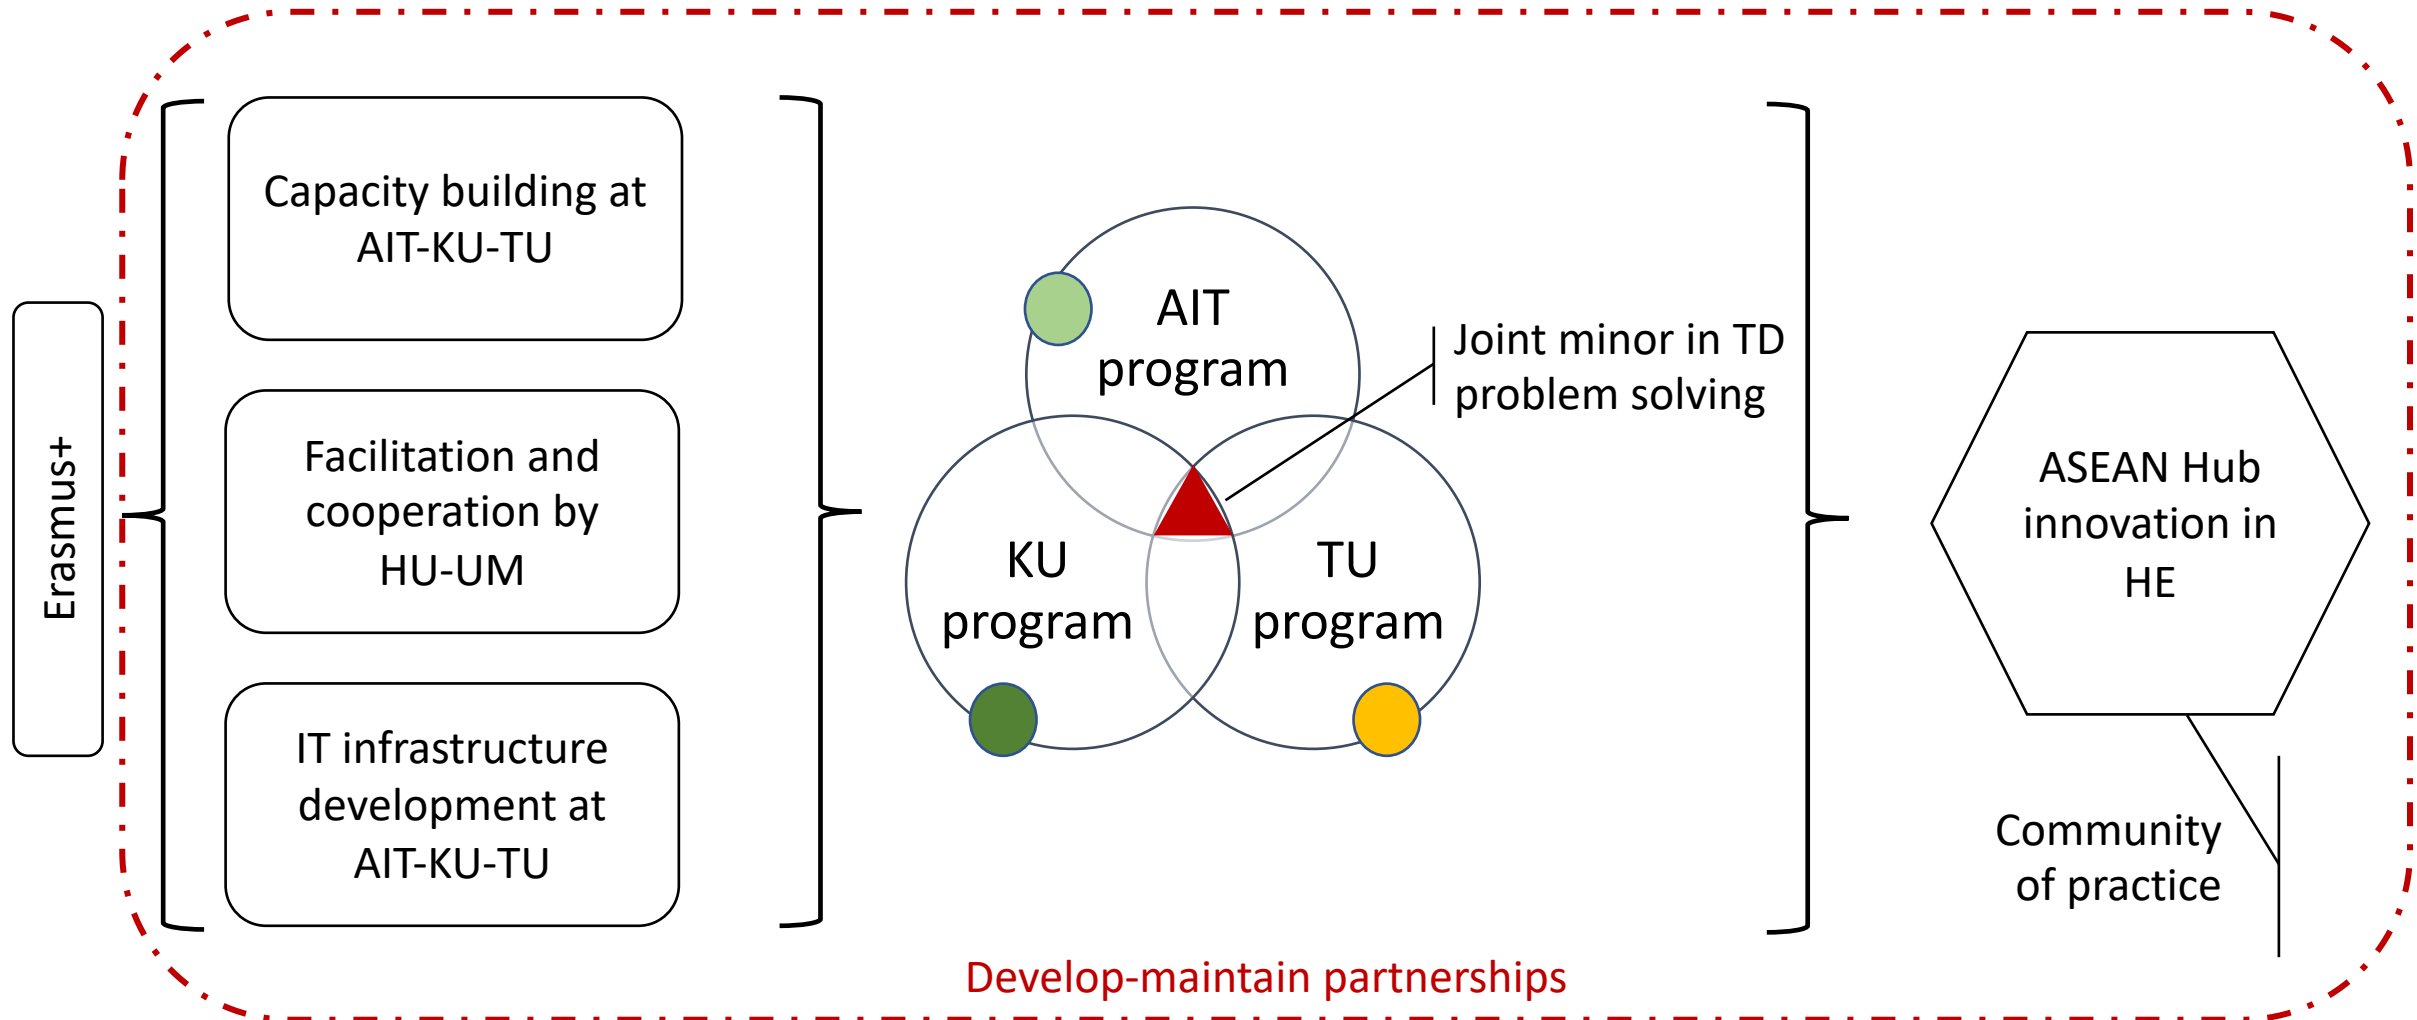 Erasmus+
Capacity building at
AIT-KU-TU
Facilitation and
cooperation by
HU-UM
IT infrastructure
development at
AIT-KU-TU
AIT
program
KU
program
TU
program
Joint minor in TD
problem solving
ASEAN Hub
innovation in
HE
Community
of practice
Develop-maintain partnerships